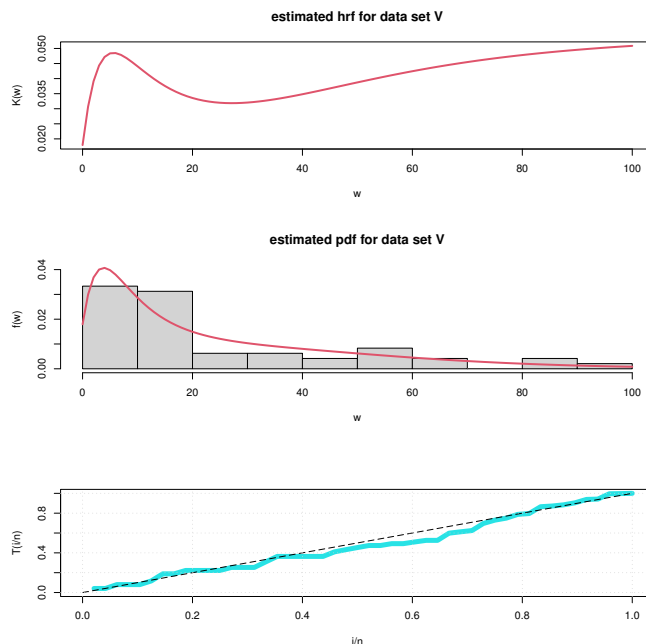 estimated hrf for data set V
K(w)
0.020 0.035 0.050
0 20 40 60 80 100
w
estimated pdf for data set V
f(w)
0.00 0.02 0.04
0 20 40 60 80 100
w
T(i/n)
0.0 0.4 0.8
0.0 0.2 0.4 0.6 0.8 1.0
i/n